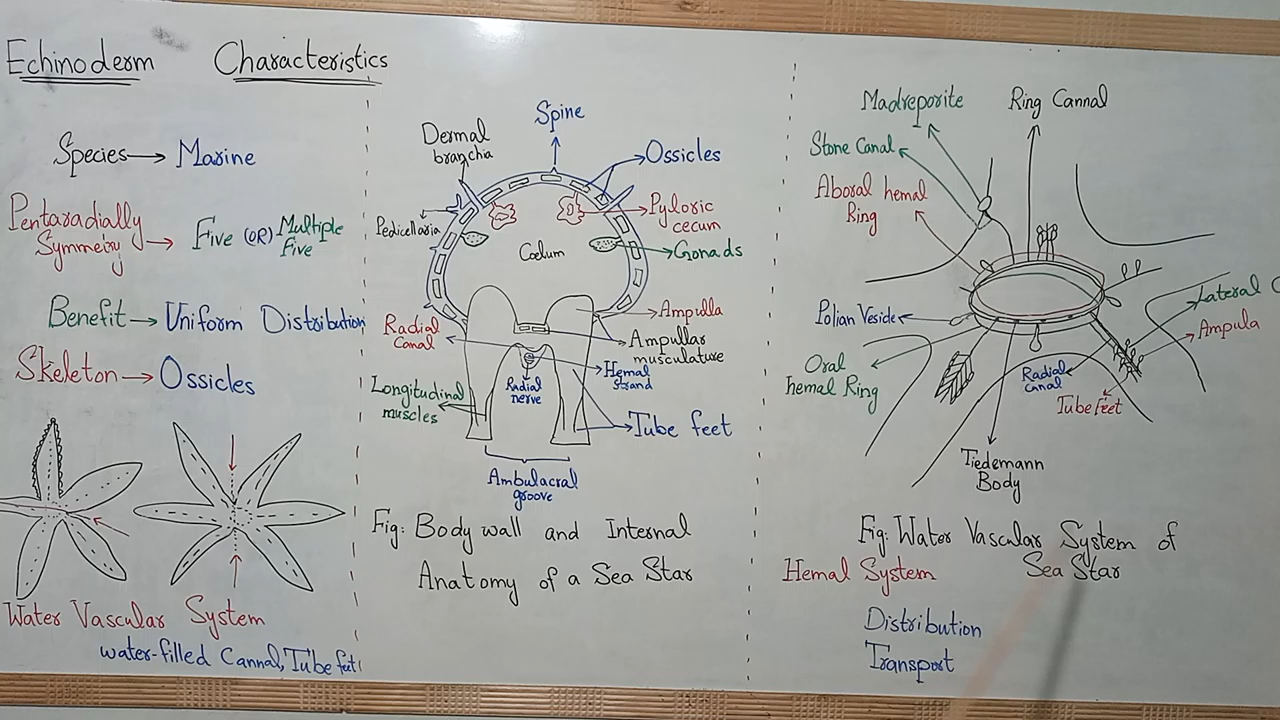 Echinoderm Characteristics
Species → Marine
Pentaradially
Symmetry → Five (OR) Multiple
Five
Benefit → Uniform Distribution
Skeleton → Ossicles
Water Vascular System
water-filled Cannal, Tube feet
Spine
Dermal
branchia
Ossicles
Pedicellaria
Pyloric
cecum
Coelum
Gonads
Radial
Canal
Ampulla
Ampullar
musculature
Hemal
Strand
Radial
nerve
Longitudinal
muscles
Tube feet
Ambulacral
groove
Fig: Body wall and Internal
Anatomy of a Sea Star
Madreporite
Ring Cannal
Stone Canal
Aboral hemal
Ring
Polian Vesicle
Lateral C
Ampula
Oral
hemal Ring
Radial
Canal
Tube feet
Tiedemann
Body
Fig: Water Vascular System of
Sea Star
Hemal System
Distribution
Transport